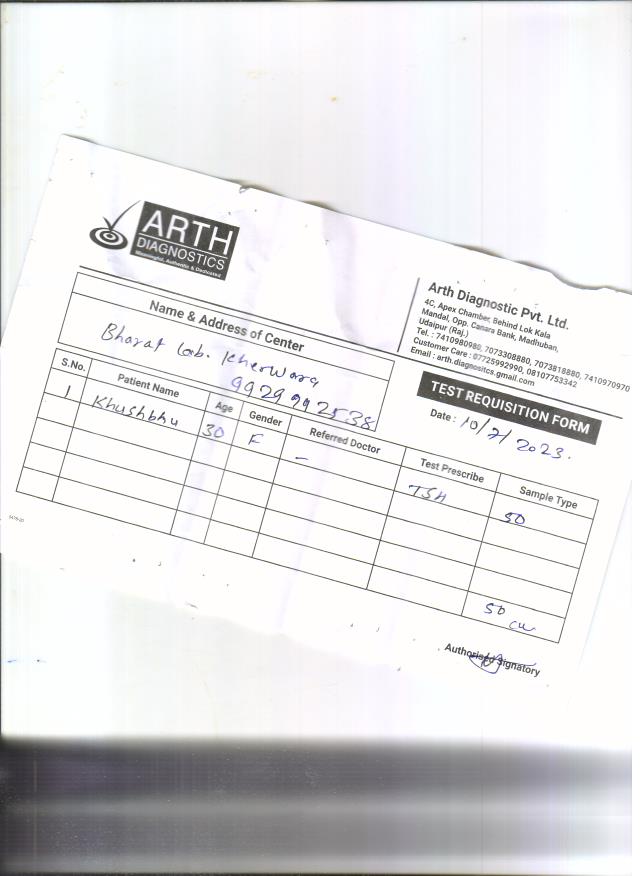 ARTH
DIAGNOSTICS
Meaningful, Authentic & Dedicated
Arth Diagnostic Pvt. Ltd.
4C, Apex Chamber, Behind Lok Kala
Mandal, Opp. Canara Bank, Madhuban,
Udaipur (Raj.)
Tel. : 7410980980, 7073308880, 7073818880, 7410970970
Customer Care : 07725992990, 08107753342
Email : arth.diagnositcs.gmail.com
Name & Address of Center
Bharat Lab. Kherwara
9929992538
TEST REQUISITION FORM
Date : 10/7/2023.
S.No. Patient Name Age Gender Referred Doctor Test Prescribe Sample Type
1 Khushbhu 30 F - TSH 50
50
Authorised Signatory